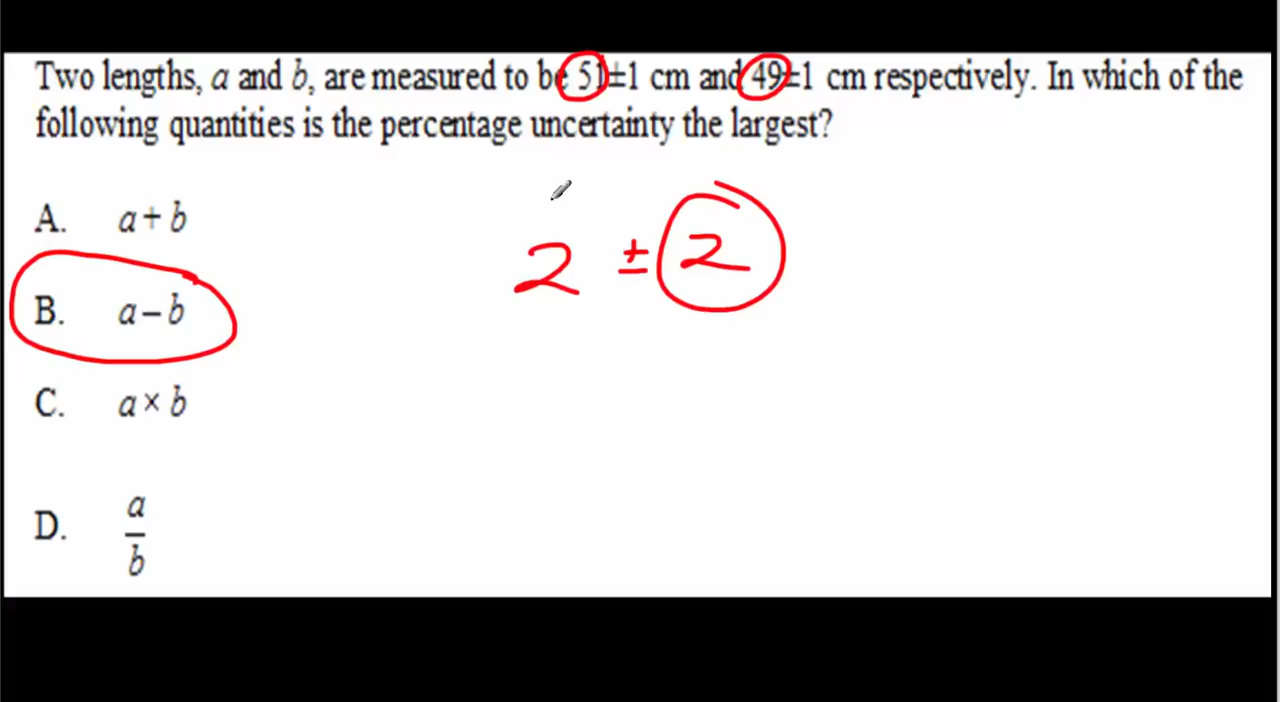 Two lengths, a and b, are measured to be 51±1 cm and 49±1 cm respectively. In which of the
following quantities is the percentage uncertainty the largest?
A. a + b
2 ± 2
B. a – b
C. a × b
D. a
b